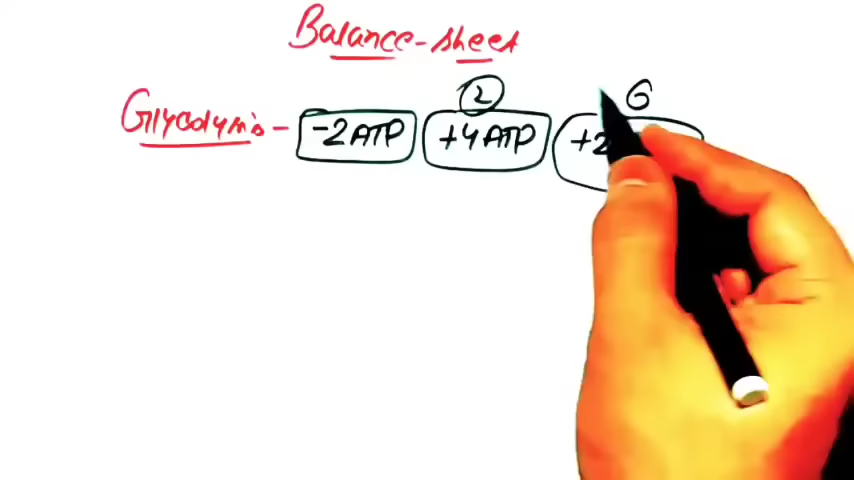 Balance-sheet
② 6
Glycolysis - -2ATP +4ATP +2